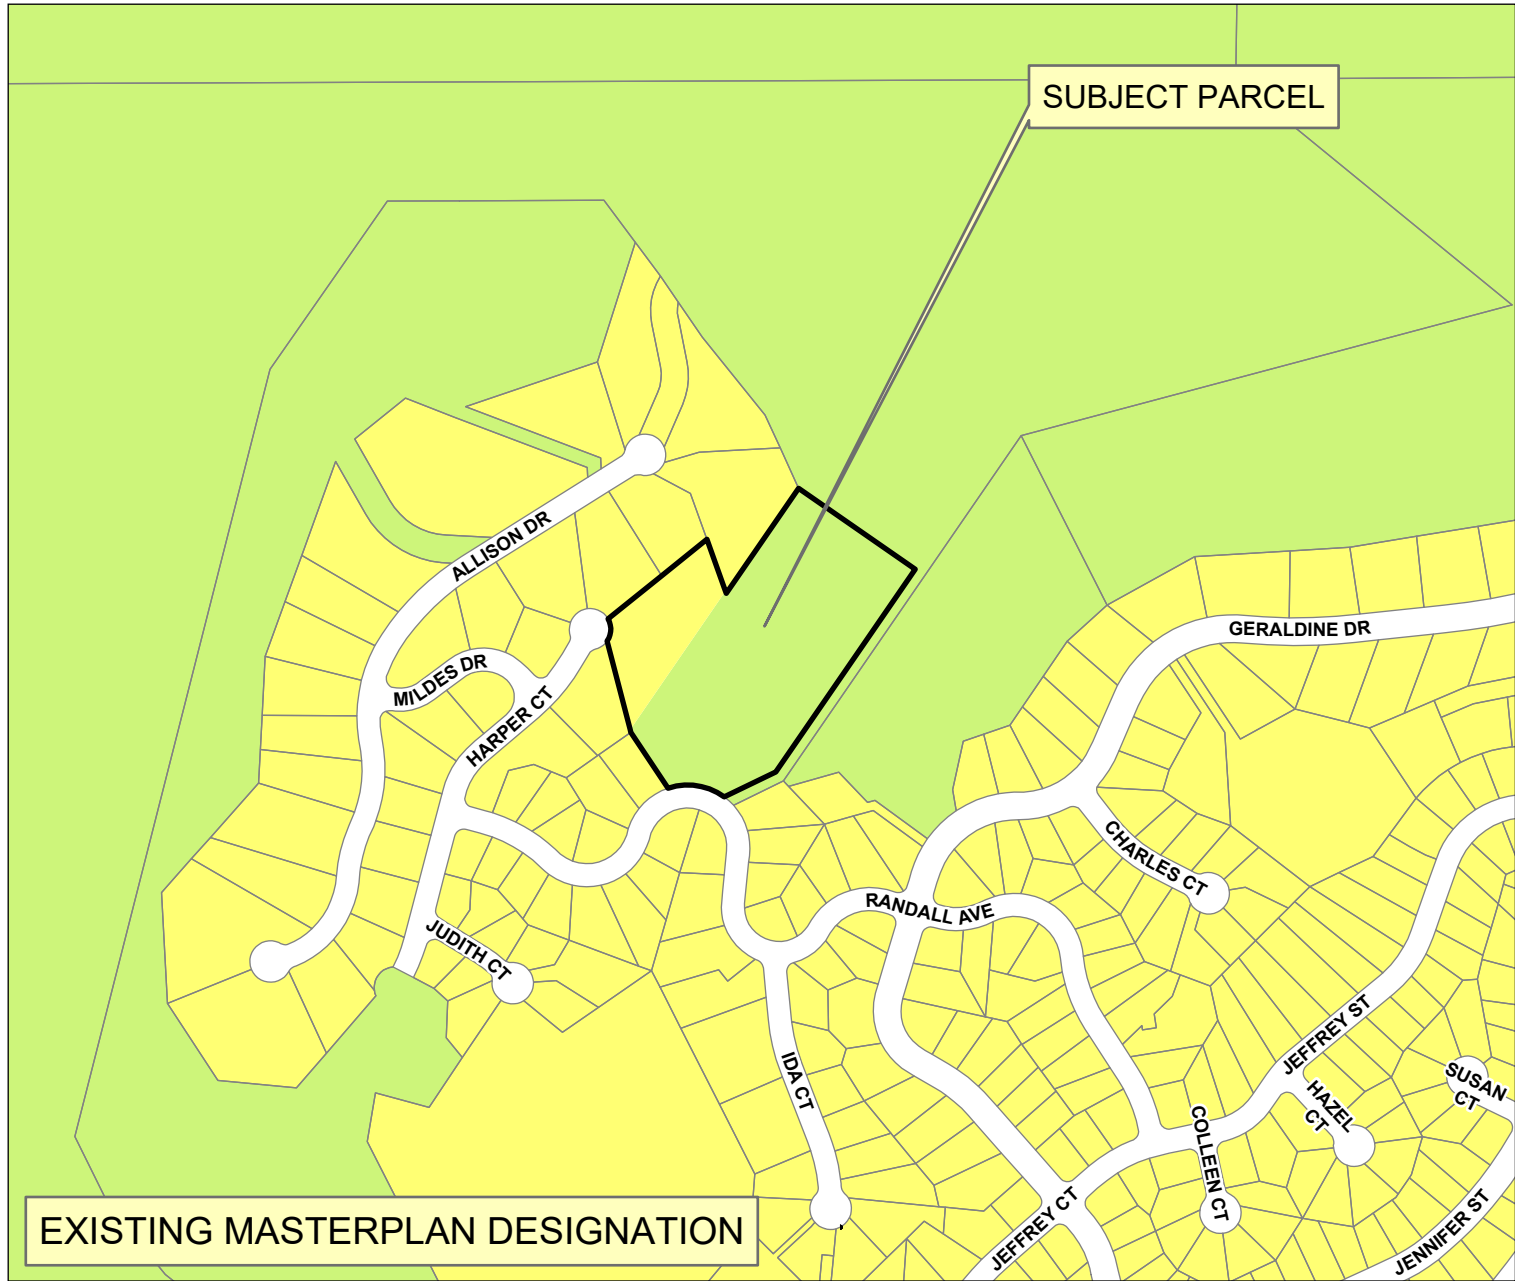 SUBJECT PARCEL
ALLISON DR
GERALDINE DR
MILDES DR
HARPER CT
CHARLES CT
RANDALL AVE
JUDITH CT
JEFFREY ST
IDA CT
SUSAN
CT
HAZEL
CT
COLLEEN CT
JEFFREY CT
JENNIFER ST
EXISTING MASTERPLAN DESIGNATION